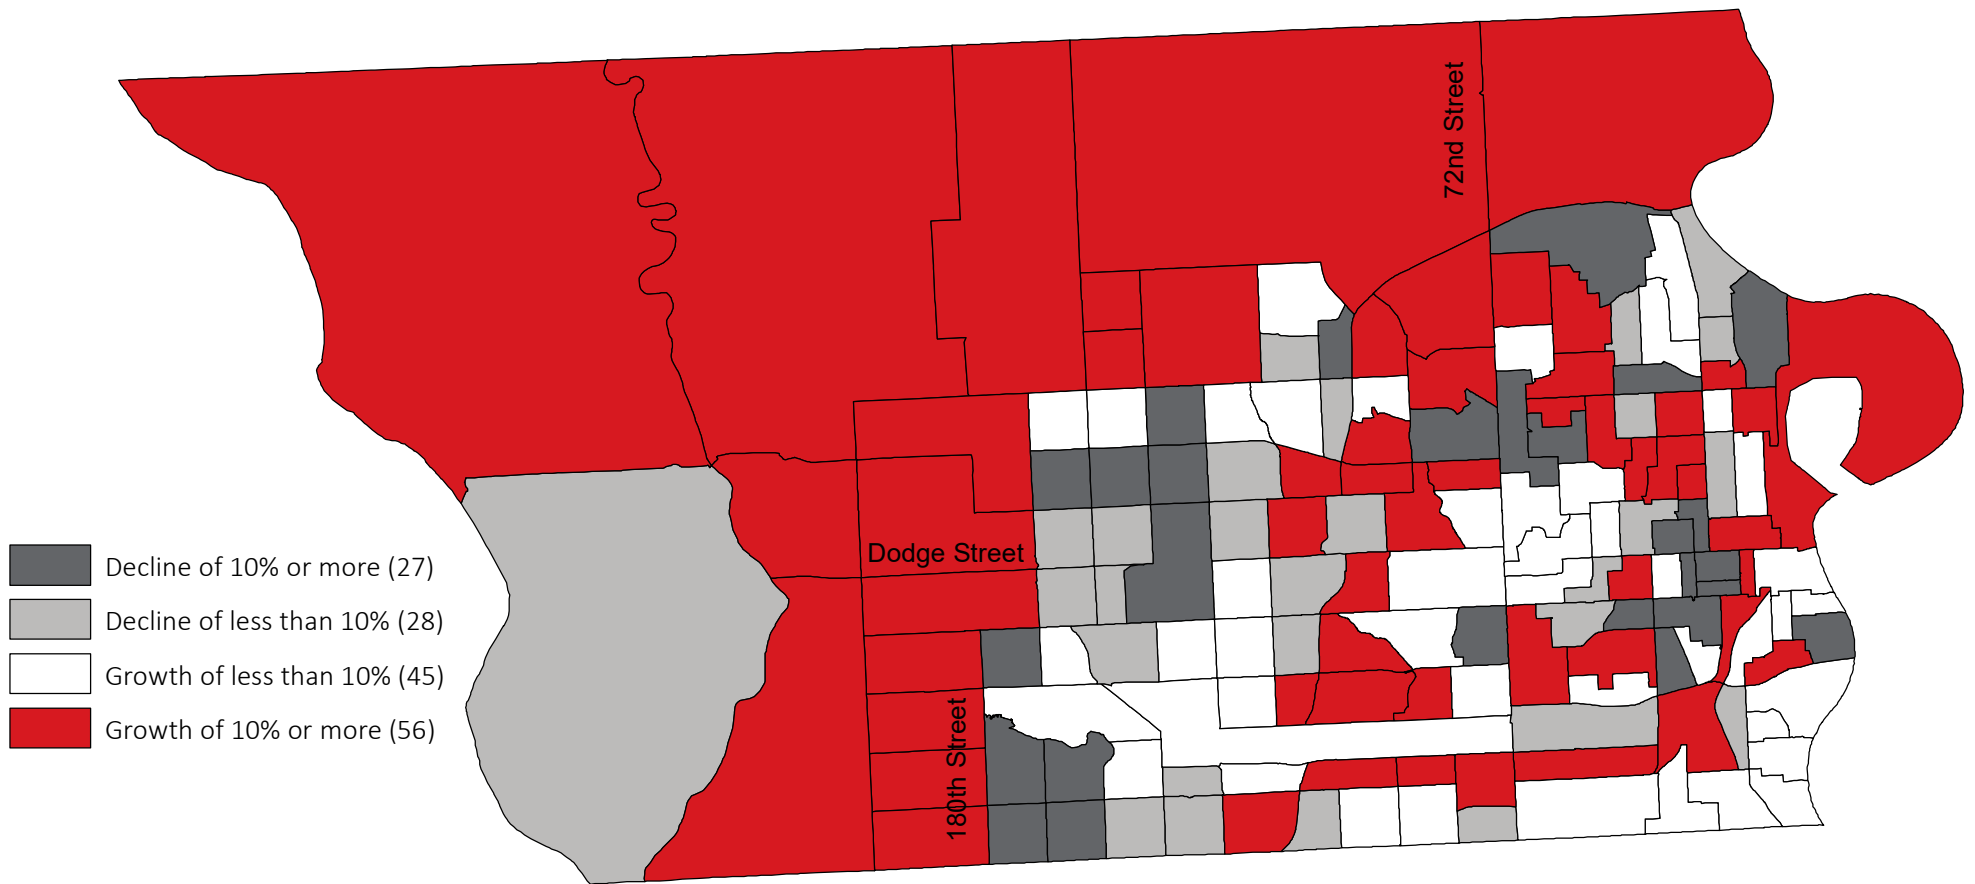 72nd Street
Dodge Street
180th Street
Decline of 10% or more (27)
Decline of less than 10% (28)
Growth of less than 10% (45)
Growth of 10% or more (56)